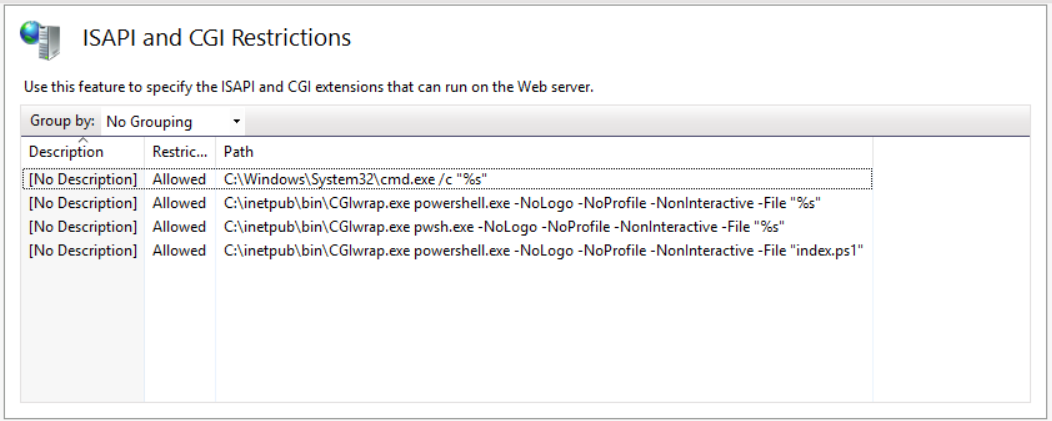 ISAPI and CGI Restrictions
Use this feature to specify the ISAPI and CGI extensions that can run on the Web server.
Group by: No Grouping
Description Restric... Path
[No Description] Allowed C:\Windows\System32\cmd.exe /c "%s"
[No Description] Allowed C:\inetpub\bin\CGIwrap.exe powershell.exe -NoLogo -NoProfile -NonInteractive -File "%s"
[No Description] Allowed C:\inetpub\bin\CGIwrap.exe pwsh.exe -NoLogo -NoProfile -NonInteractive -File "%s"
[No Description] Allowed C:\inetpub\bin\CGIwrap.exe powershell.exe -NoLogo -NoProfile -NonInteractive -File "index.ps1"